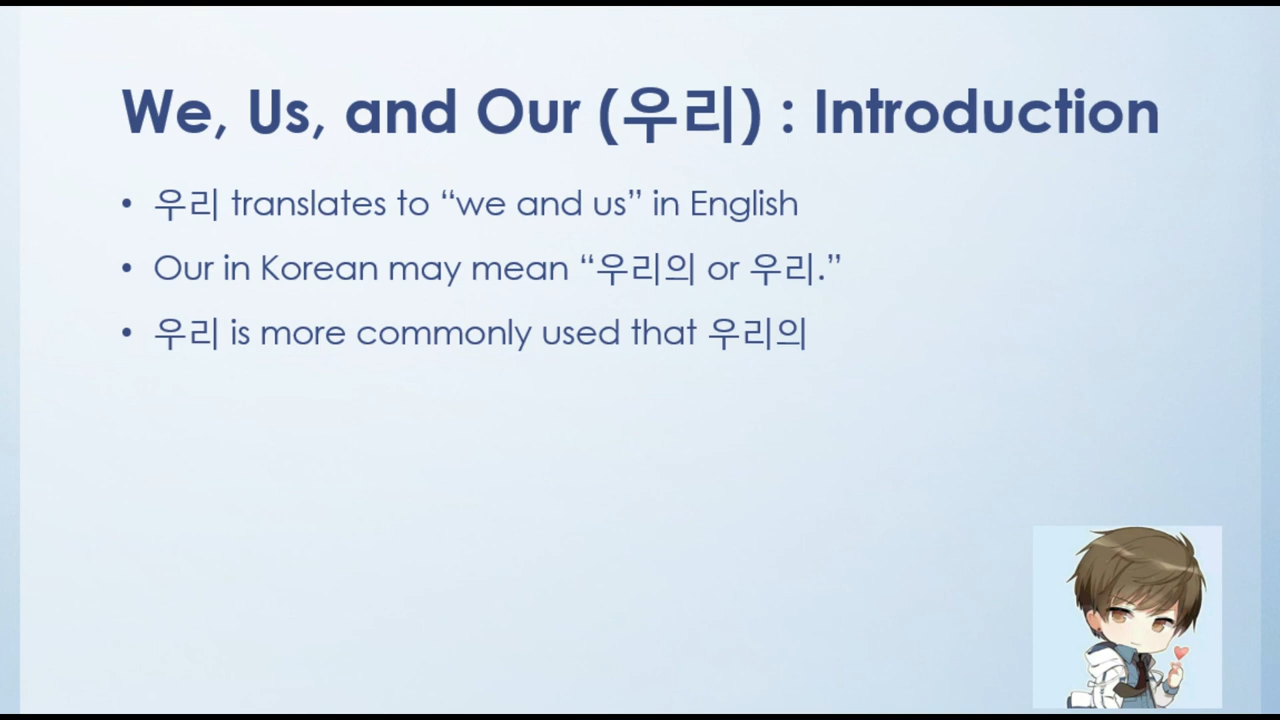 We, Us, and Our (우리) : Introduction
• 우리 translates to “we and us” in English
• Our in Korean may mean “우리의 or 우리.”
• 우리 is more commonly used that 우리의